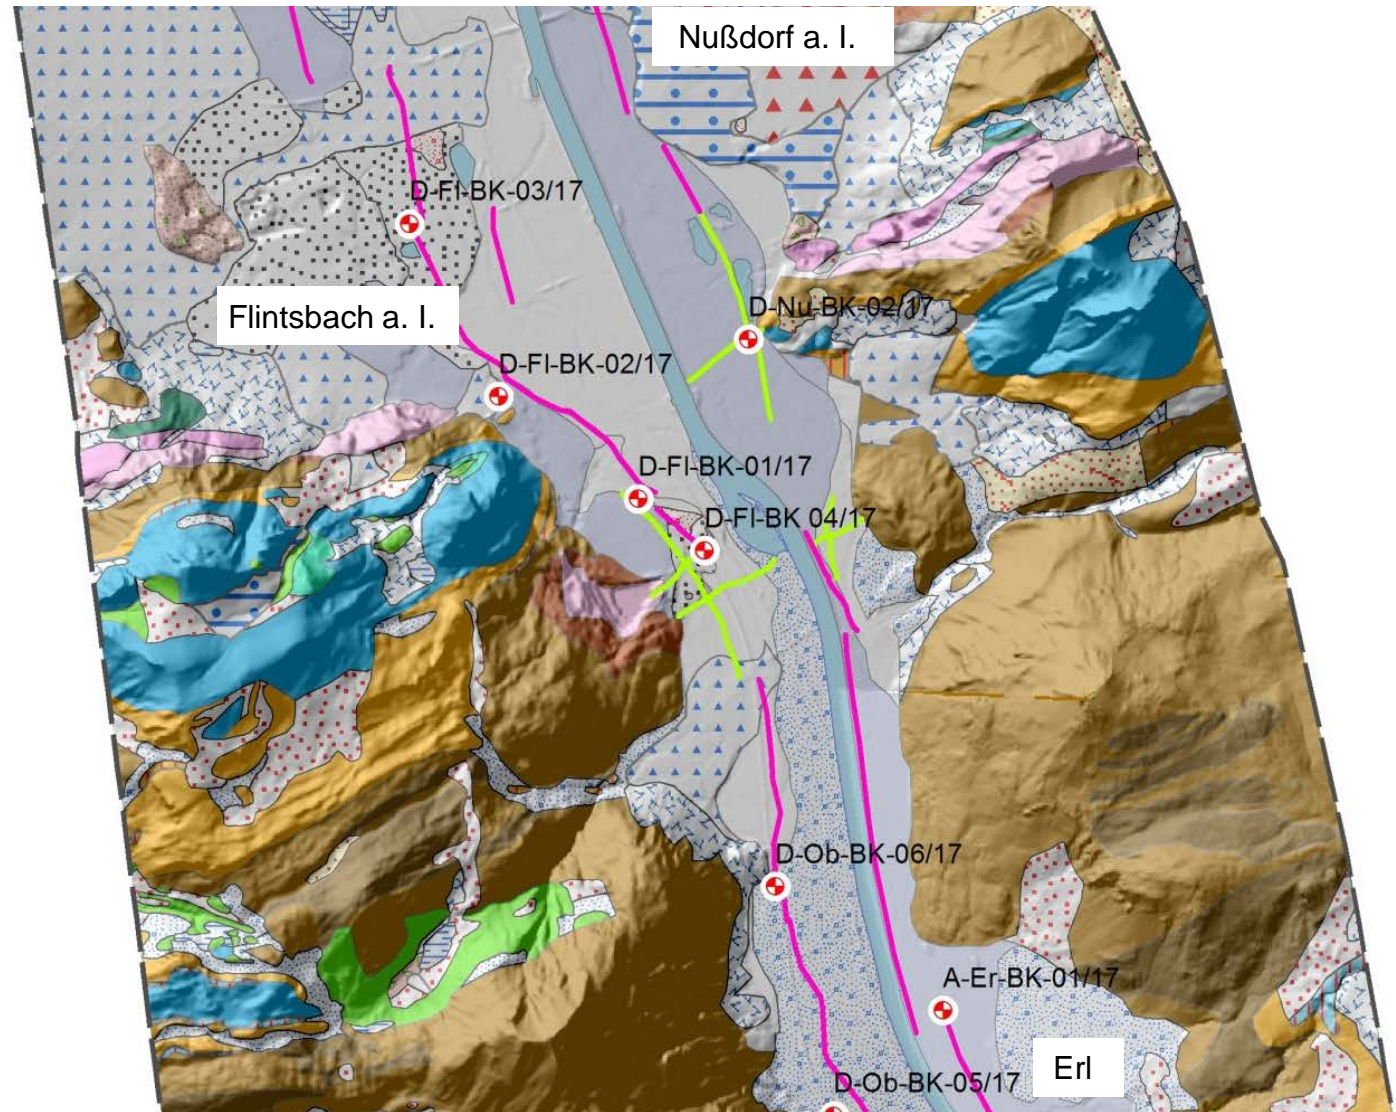 Nußdorf a. I.
D-Fl-BK-03/17
Flintsbach a. I.
D-Nu-BK-02/17
D-Fl-BK-02/17
D-Fl-BK-01/17
D-Fl-BK 04/17
D-Ob-BK-06/17
A-Er-BK-01/17
Erl
D-Ob-BK-05/17